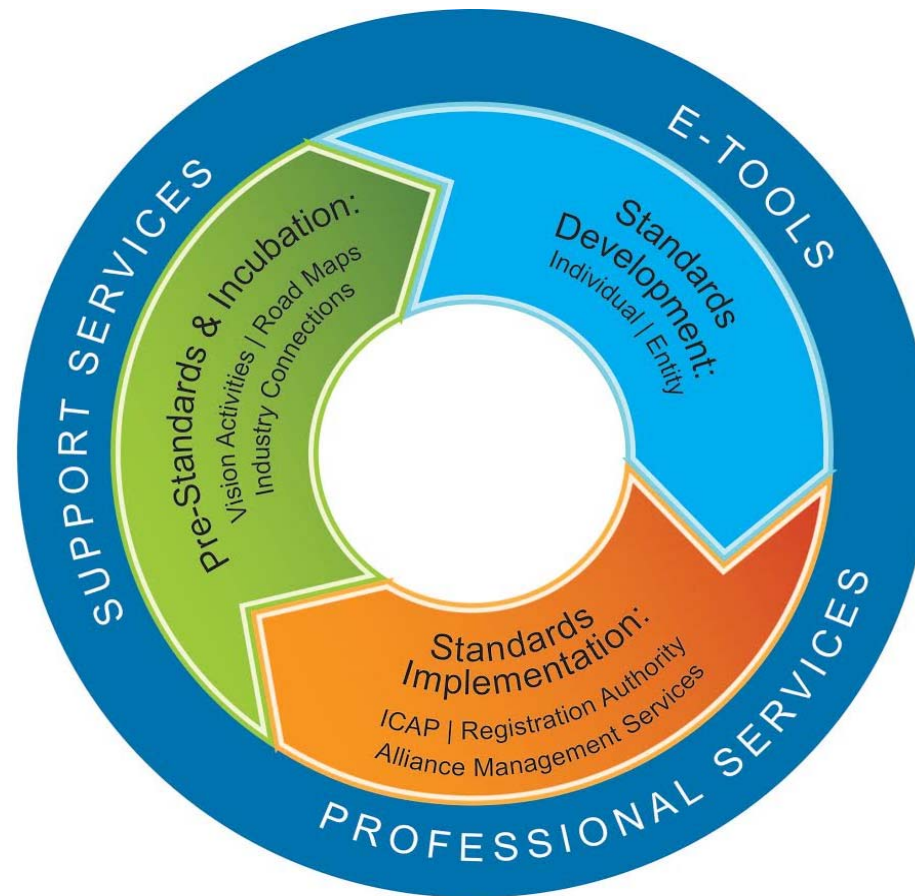 SUPPORT SERVICES
E-TOOLS
PROFESSIONAL SERVICES
Pre-Standards & Incubation:
Vision Activities | Road Maps
Industry Connections
Standards
Development:
Individual | Entity
Standards
Implementation:
ICAP | Registration Authority
Alliance Management Services